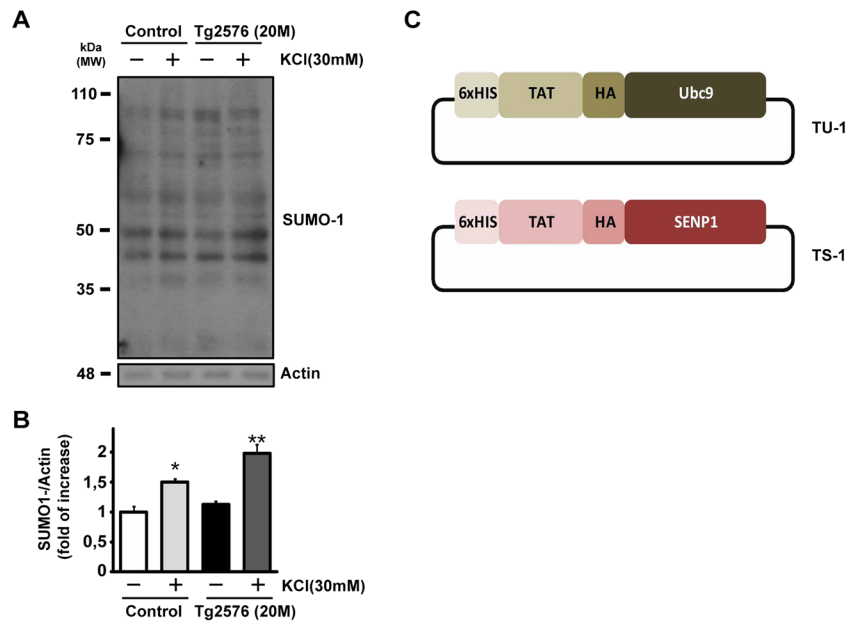 A
Control Tg2576 (20M)
kDa
(MW)
– + – + KCl(30mM)
110
75
50
35
SUMO-1
48
Actin
B
SUMO1-/Actin
(fold of increase)
2
1,5
1
0,5
0
*
**
– + – + KCl(30mM)
Control Tg2576 (20M)
C
6xHIS TAT HA Ubc9
TU-1
6xHIS TAT HA SENP1
TS-1